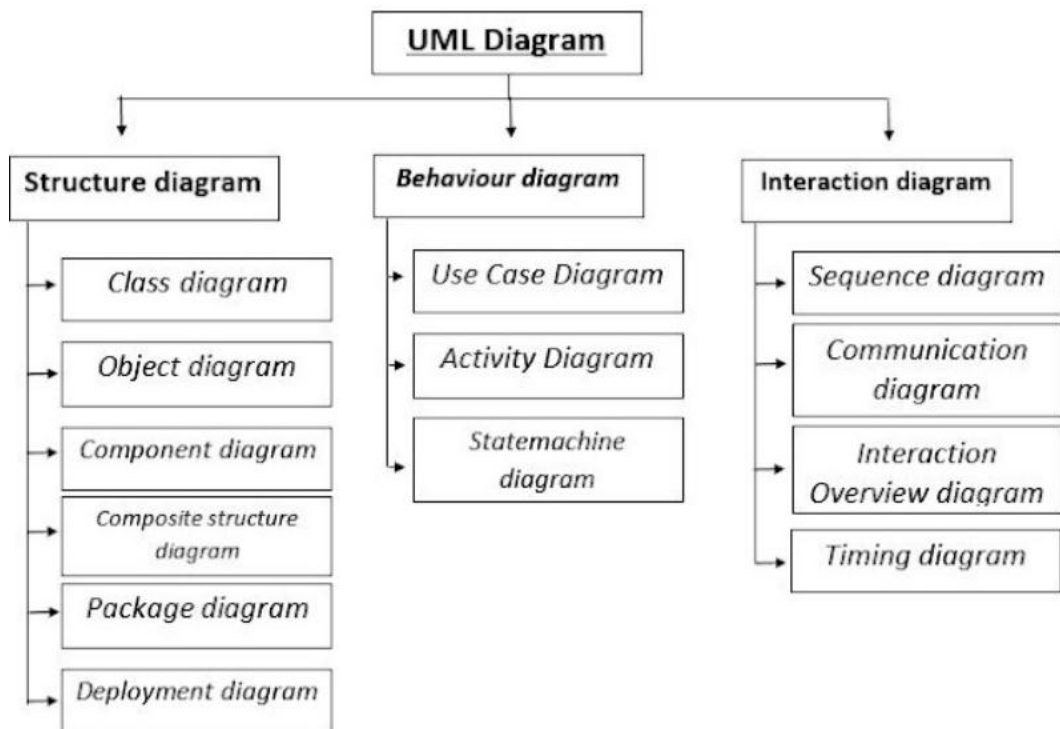 UML Diagram
Structure diagram
Class diagram
Object diagram
Component diagram
Composite structure
diagram
Package diagram
Deployment diagram
Behaviour diagram
Use Case Diagram
Activity Diagram
Statemachine
diagram
Interaction diagram
Sequence diagram
Communication
diagram
Interaction
Overview diagram
Timing diagram